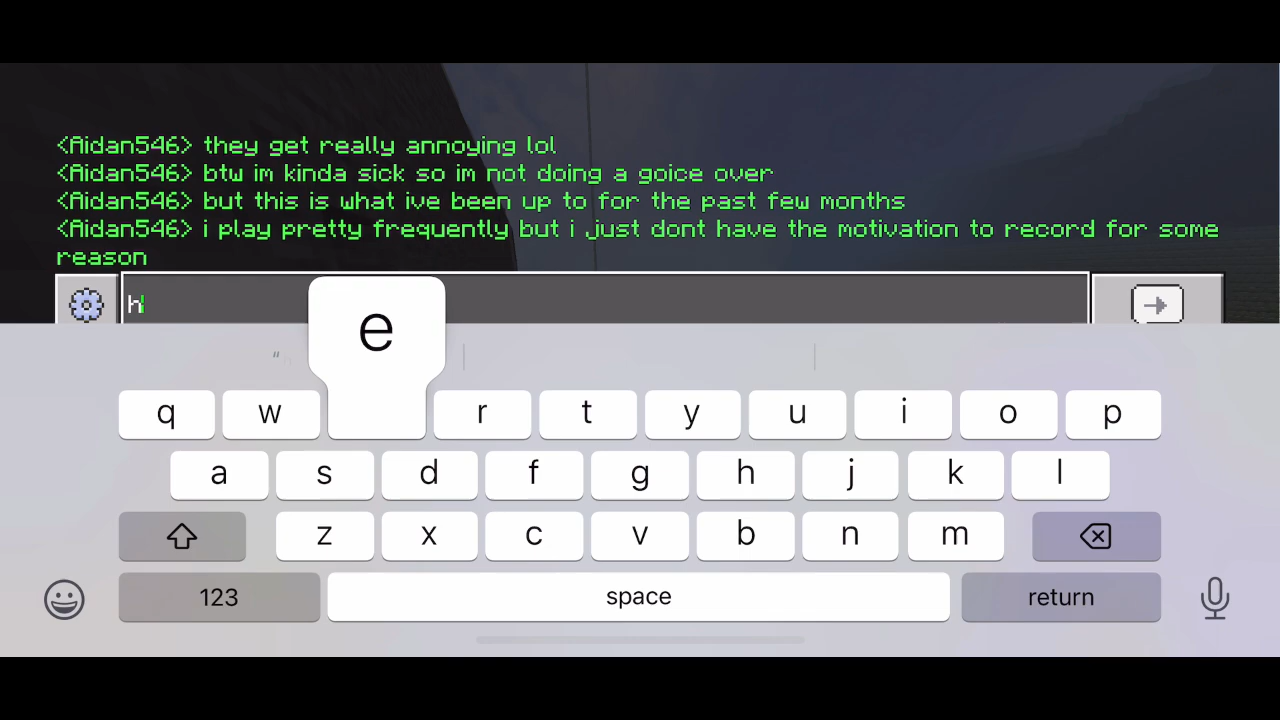 <Aidan546> they get really annoying lol
<Aidan546> btw im kinda sick so im not doing a goice over
<Aidan546> but this is what ive been up to for the past few months
<Aidan546> i play pretty frequently but i just dont have the motivation to record for some
reason
h
e
q w r t y u i o p
a s d f g h j k l
z x c v b n m
123 space return